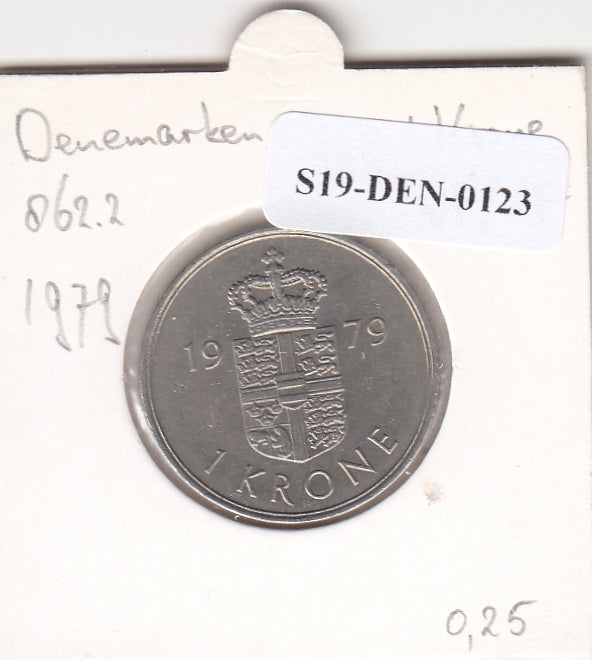 Denemarken
S19-DEN-0123
862.2
1979
19 79
1 KRONE
0,25